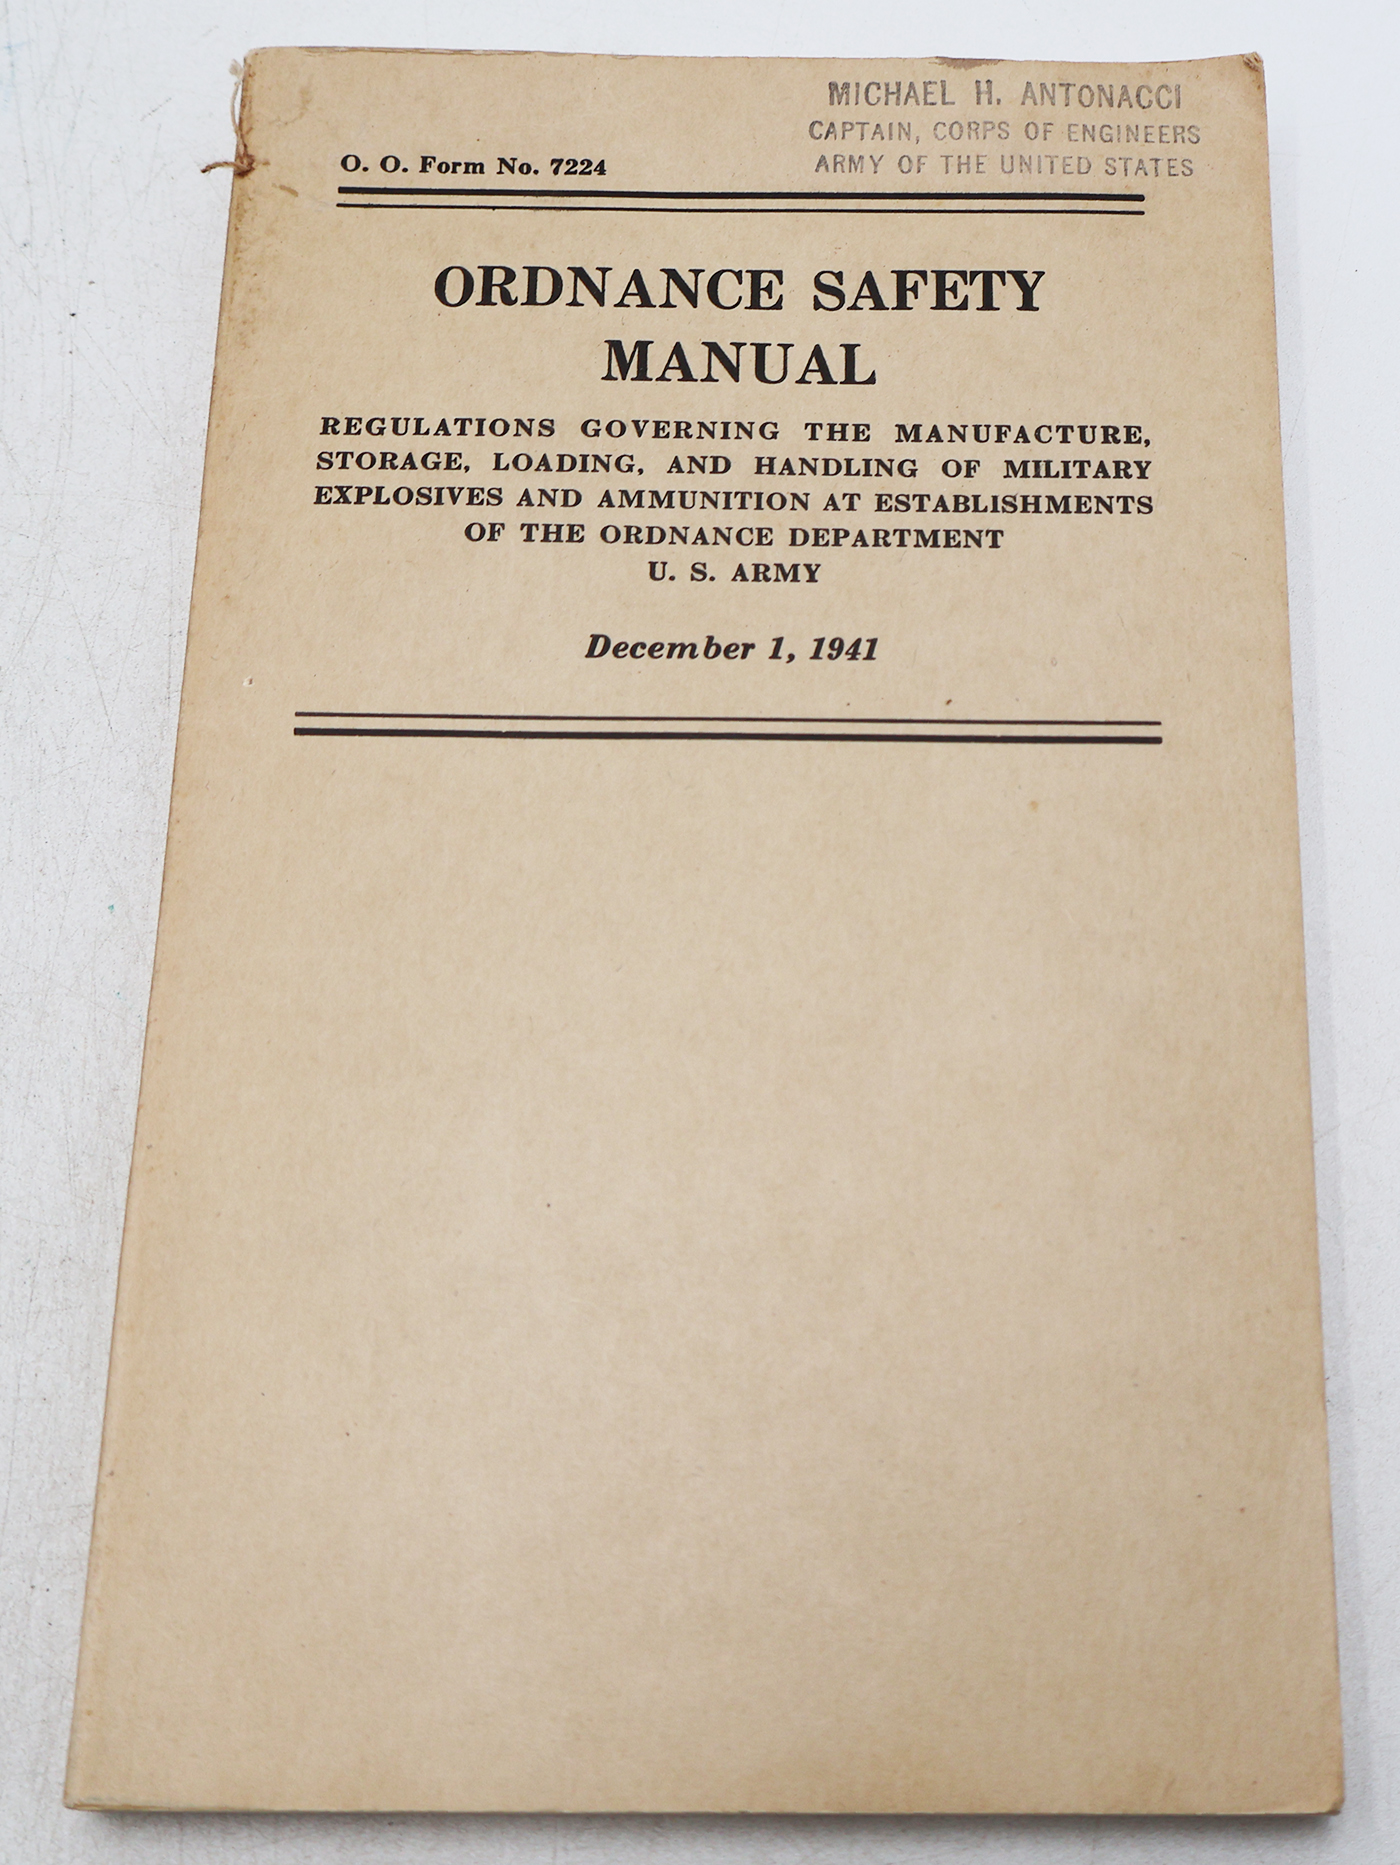 MICHAEL H. ANTONACCI
CAPTAIN, CORPS OF ENGINEERS
ARMY OF THE UNITED STATES
O. O. Form No. 7224
ORDNANCE SAFETY
MANUAL
REGULATIONS GOVERNING THE MANUFACTURE,
STORAGE, LOADING, AND HANDLING OF MILITARY
EXPLOSIVES AND AMMUNITION AT ESTABLISHMENTS
OF THE ORDNANCE DEPARTMENT
U. S. ARMY
December 1, 1941